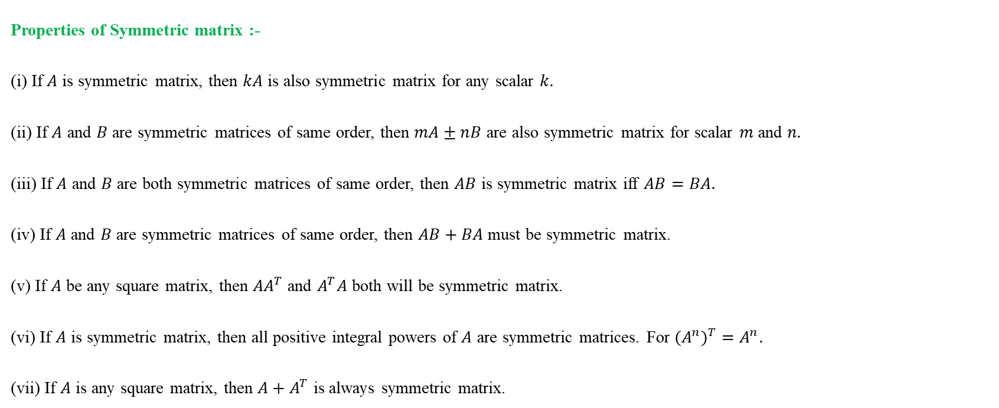 Properties of Symmetric matrix :-
(i) If A is symmetric matrix, then kA is also symmetric matrix for any scalar k.
(ii) If A and B are symmetric matrices of same order, then mA ± nB are also symmetric matrix for scalar m and n.
(iii) If A and B are both symmetric matrices of same order, then AB is symmetric matrix iff AB = BA.
(iv) If A and B are symmetric matrices of same order, then AB + BA must be symmetric matrix.
(v) If A be any square matrix, then AAᵀ and AᵀA both will be symmetric matrix.
(vi) If A is symmetric matrix, then all positive integral powers of A are symmetric matrices. For (Aⁿ)ᵀ = Aⁿ.
(vii) If A is any square matrix, then A + Aᵀ is always symmetric matrix.